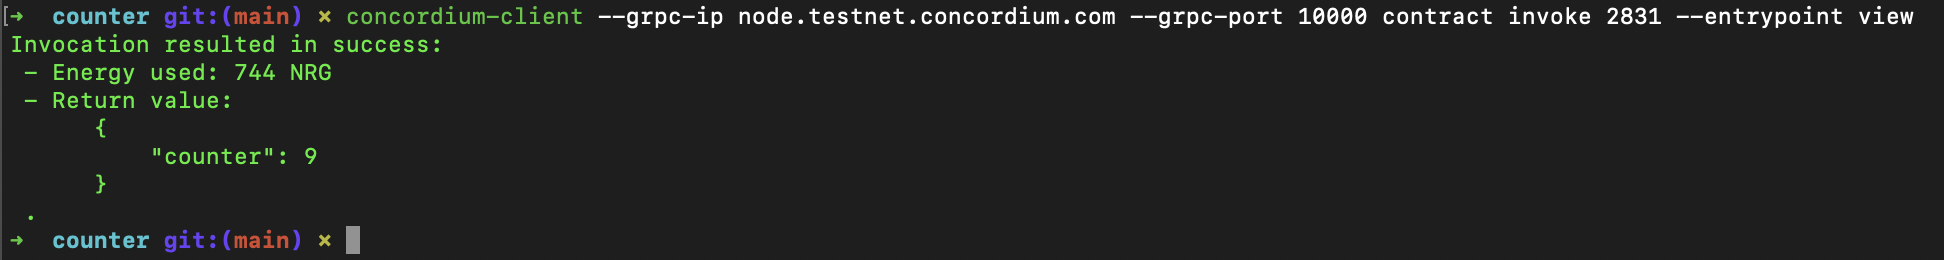 [➜  counter git:(main) × concordium-client --grpc-ip node.testnet.concordium.com --grpc-port 10000 contract invoke 2831 --entrypoint view
Invocation resulted in success:
 - Energy used: 744 NRG
 - Return value:
      {
          "counter": 9
      }
 .
➜  counter git:(main) ×